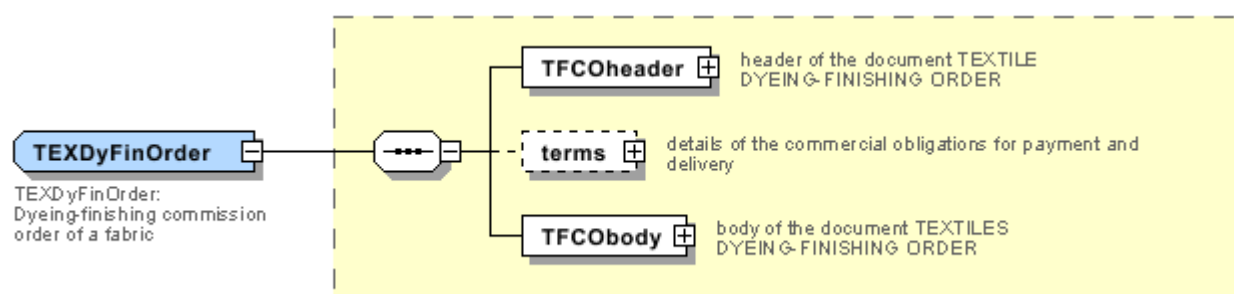 TFCOheader
header of the document TEXTILE
DYEING-FINISHING ORDER
TEXDyFinOrder
TEXDyFinOrder:
Dyeing-finishing commission
order of a fabric
terms
details of the commercial obligations for payment and
delivery
TFCObody
body of the document TEXTILES
DYEING-FINISHING ORDER